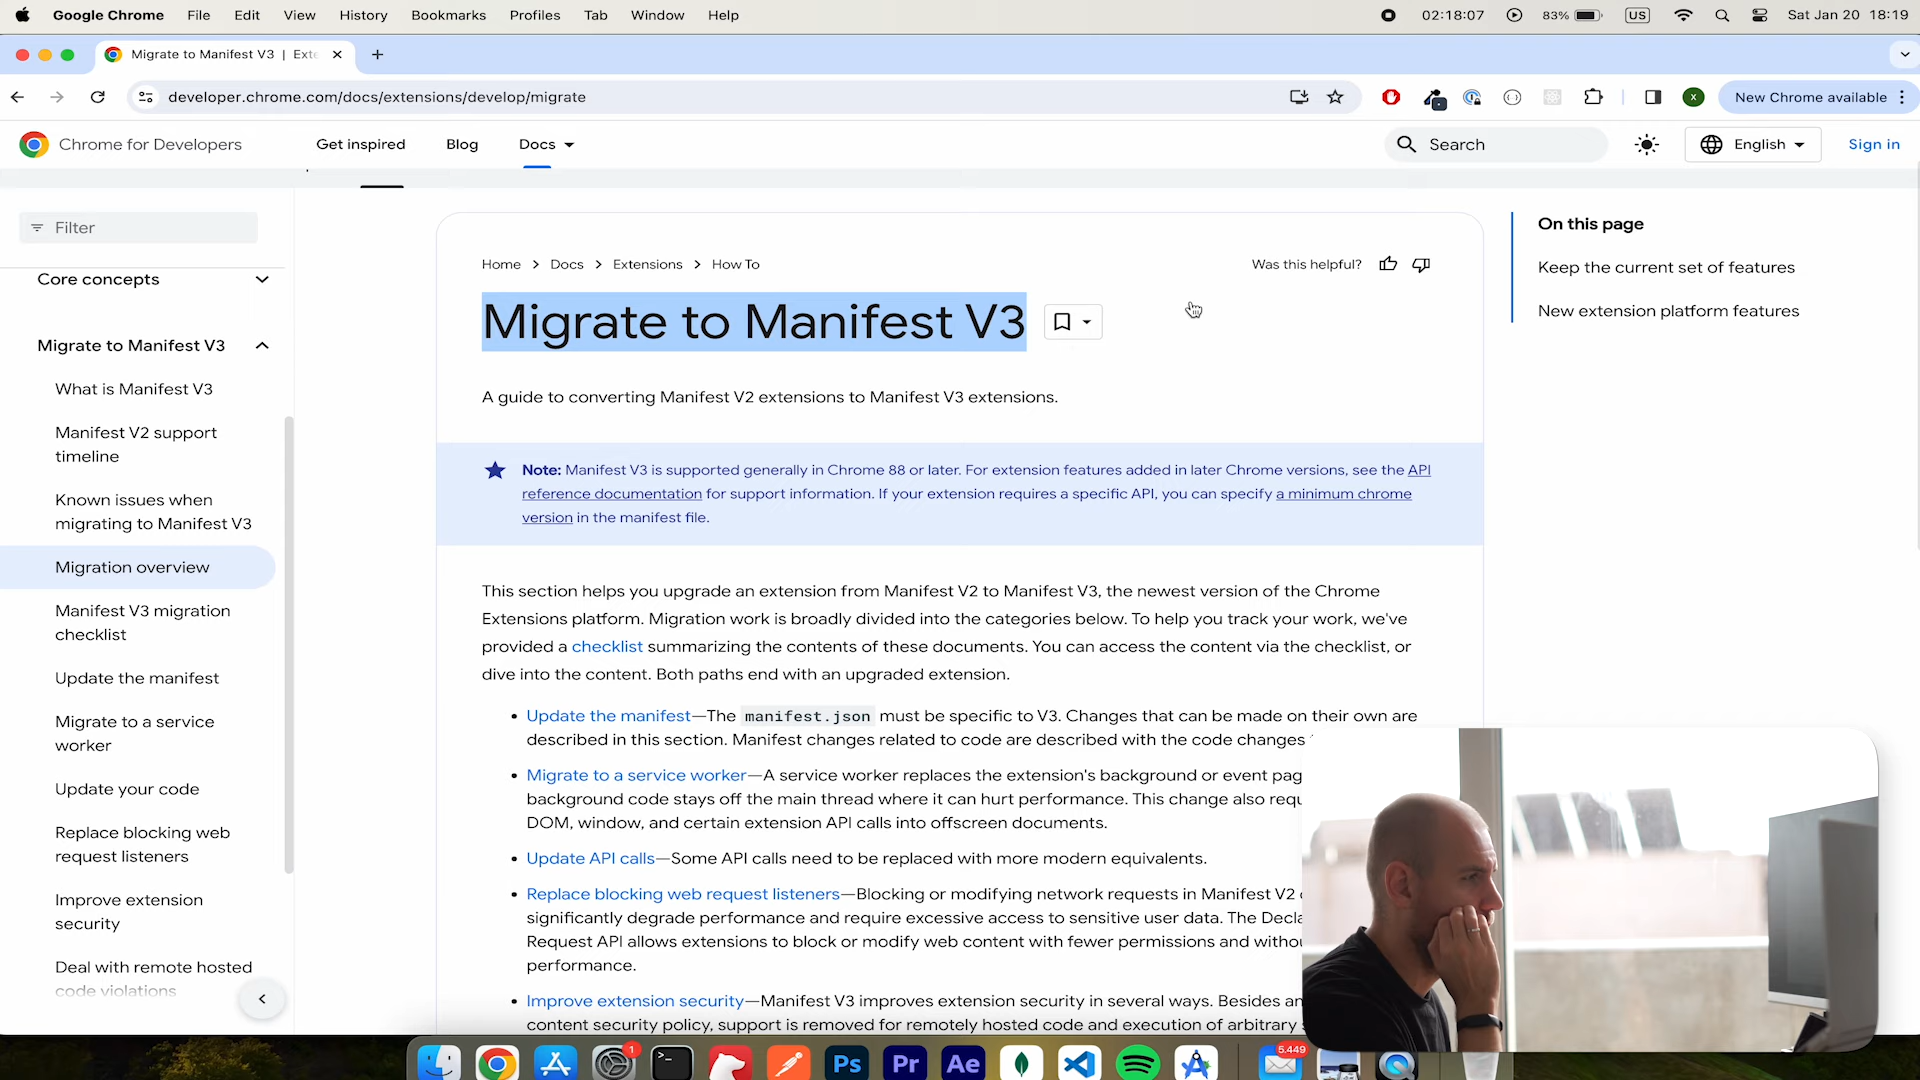 Google Chrome File Edit View History Bookmarks Profiles Tab Window Help
02:18:07 83% US Sat Jan 20 18:19
Migrate to Manifest V3 | Exte
developer.chrome.com/docs/extensions/develop/migrate
X
New Chrome available
Chrome for Developers
Get inspired Blog Docs
Search
English
Sign in
Filter
Core concepts
Migrate to Manifest V3
What is Manifest V3
Manifest V2 support
timeline
Known issues when
migrating to Manifest V3
Migration overview
Manifest V3 migration
checklist
Update the manifest
Migrate to a service
worker
Update your code
Replace blocking web
request listeners
Improve extension
security
Deal with remote hosted
code violations
Home > Docs > Extensions > How To
Was this helpful?
Migrate to Manifest V3
A guide to converting Manifest V2 extensions to Manifest V3 extensions.
Note: Manifest V3 is supported generally in Chrome 88 or later. For extension features added in later Chrome versions, see the API
reference documentation for support information. If your extension requires a specific API, you can specify a minimum chrome
version in the manifest file.
This section helps you upgrade an extension from Manifest V2 to Manifest V3, the newest version of the Chrome
Extensions platform. Migration work is broadly divided into the categories below. To help you track your work, we've
provided a checklist summarizing the contents of these documents. You can access the content via the checklist, or
dive into the content. Both paths end with an upgraded extension.
• Update the manifest—The manifest.json must be specific to V3. Changes that can be made on their own are
described in this section. Manifest changes related to code are described with the code changes
• Migrate to a service worker—A service worker replaces the extension's background or event pag
background code stays off the main thread where it can hurt performance. This change also requ
DOM, window, and certain extension API calls into offscreen documents.
• Update API calls—Some API calls need to be replaced with more modern equivalents.
• Replace blocking web request listeners—Blocking or modifying network requests in Manifest V2
significantly degrade performance and require excessive access to sensitive user data. The Decla
Request API allows extensions to block or modify web content with fewer permissions and withou
performance.
• Improve extension security—Manifest V3 improves extension security in several ways. Besides an
content security policy, support is removed for remotely hosted code and execution of arbitrary
On this page
Keep the current set of features
New extension platform features
1
Ps
Pr
Ae
5.449